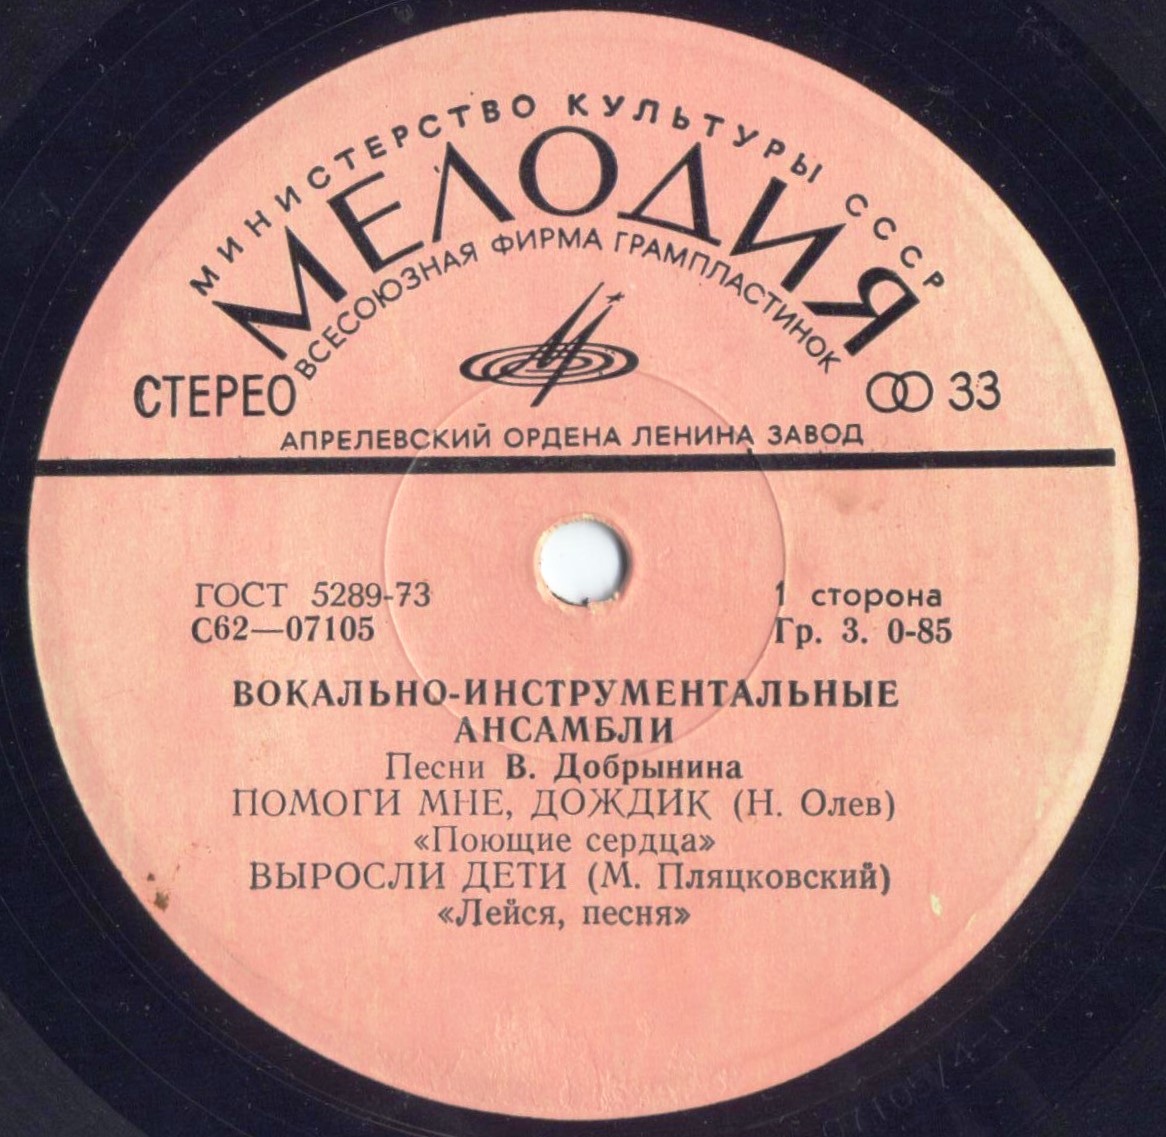 МИНИСТЕРСТВО КУЛЬТУРЫ СССР
МЕЛОДИЯ
ВСЕСОЮЗНАЯ ФИРМА ГРАМПЛАСТИНОК
СТЕРЕО
33
АПРЕЛЕВСКИЙ ОРДЕНА ЛЕНИНА ЗАВОД
ГОСТ 5289-73
1 сторона
С62—07105
Гр. 3. 0-85
ВОКАЛЬНО-ИНСТРУМЕНТАЛЬНЫЕ
АНСАМБЛИ
Песни В. Добрынина
ПОМОГИ МНЕ, ДОЖДИК (Н. Олев)
«Поющие сердца»
ВЫРОСЛИ ДЕТИ (М. Пляцковский)
«Лейся, песня»